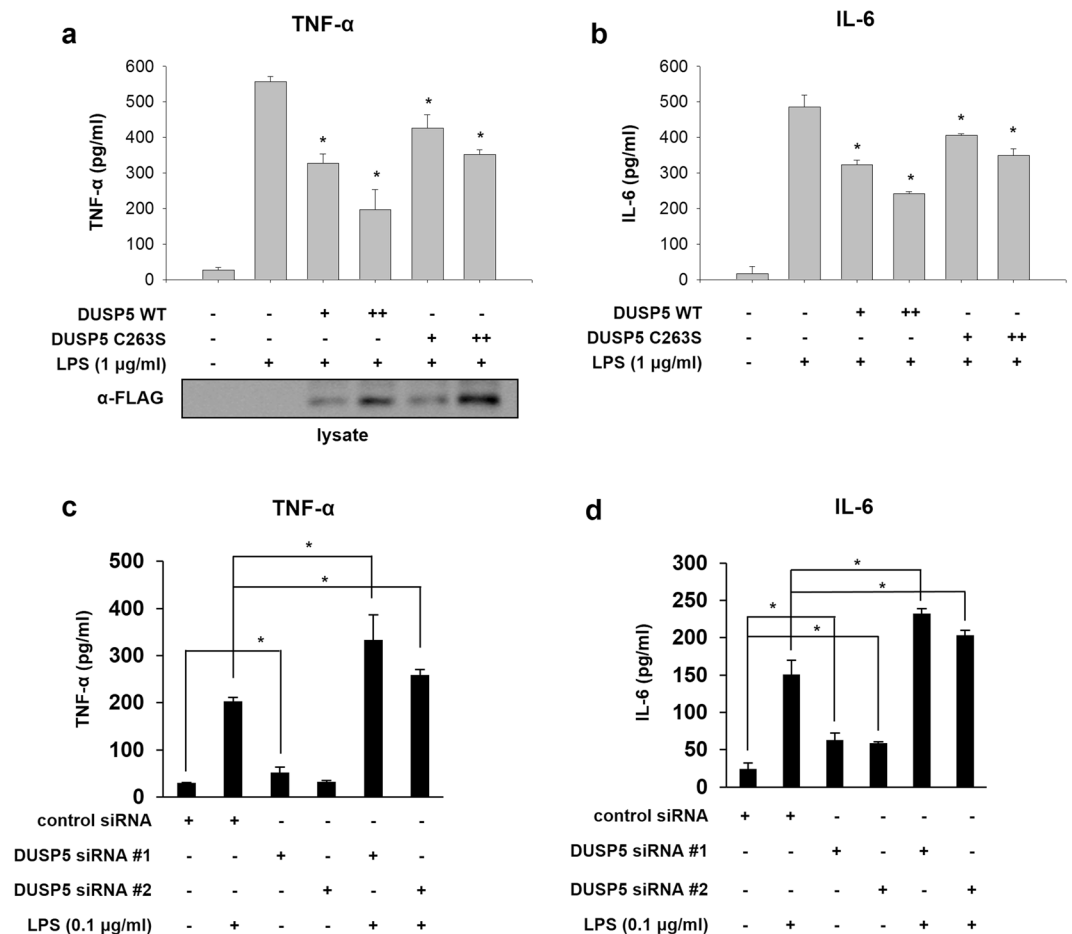 a
TNF-α
600
500
400
300
200
100
0
TNF-α (pg/ml)
* * * *
DUSP5 WT - - + ++ - -
DUSP5 C263S - - - - + ++
LPS (1 µg/ml) - + + + + +
α-FLAG
lysate
b
IL-6
600
500
400
300
200
100
0
IL-6 (pg/ml)
* * * *
DUSP5 WT - - + ++ - -
DUSP5 C263S - - - - + ++
LPS (1 µg/ml) - + + + + +
c
TNF-α
500
400
300
200
100
0
TNF-α (pg/ml)
*
*
*
control siRNA + + - - - -
DUSP5 siRNA #1 - - + - + -
DUSP5 siRNA #2 - - - + - +
LPS (0.1 µg/ml) - + - - + +
d
IL-6
300
250
200
150
100
50
0
IL-6 (pg/ml)
*
*
*
*
control siRNA + + - - - -
DUSP5 siRNA #1 - - + - + -
DUSP5 siRNA #2 - - - + - +
LPS (0.1 µg/ml) - + - - + +